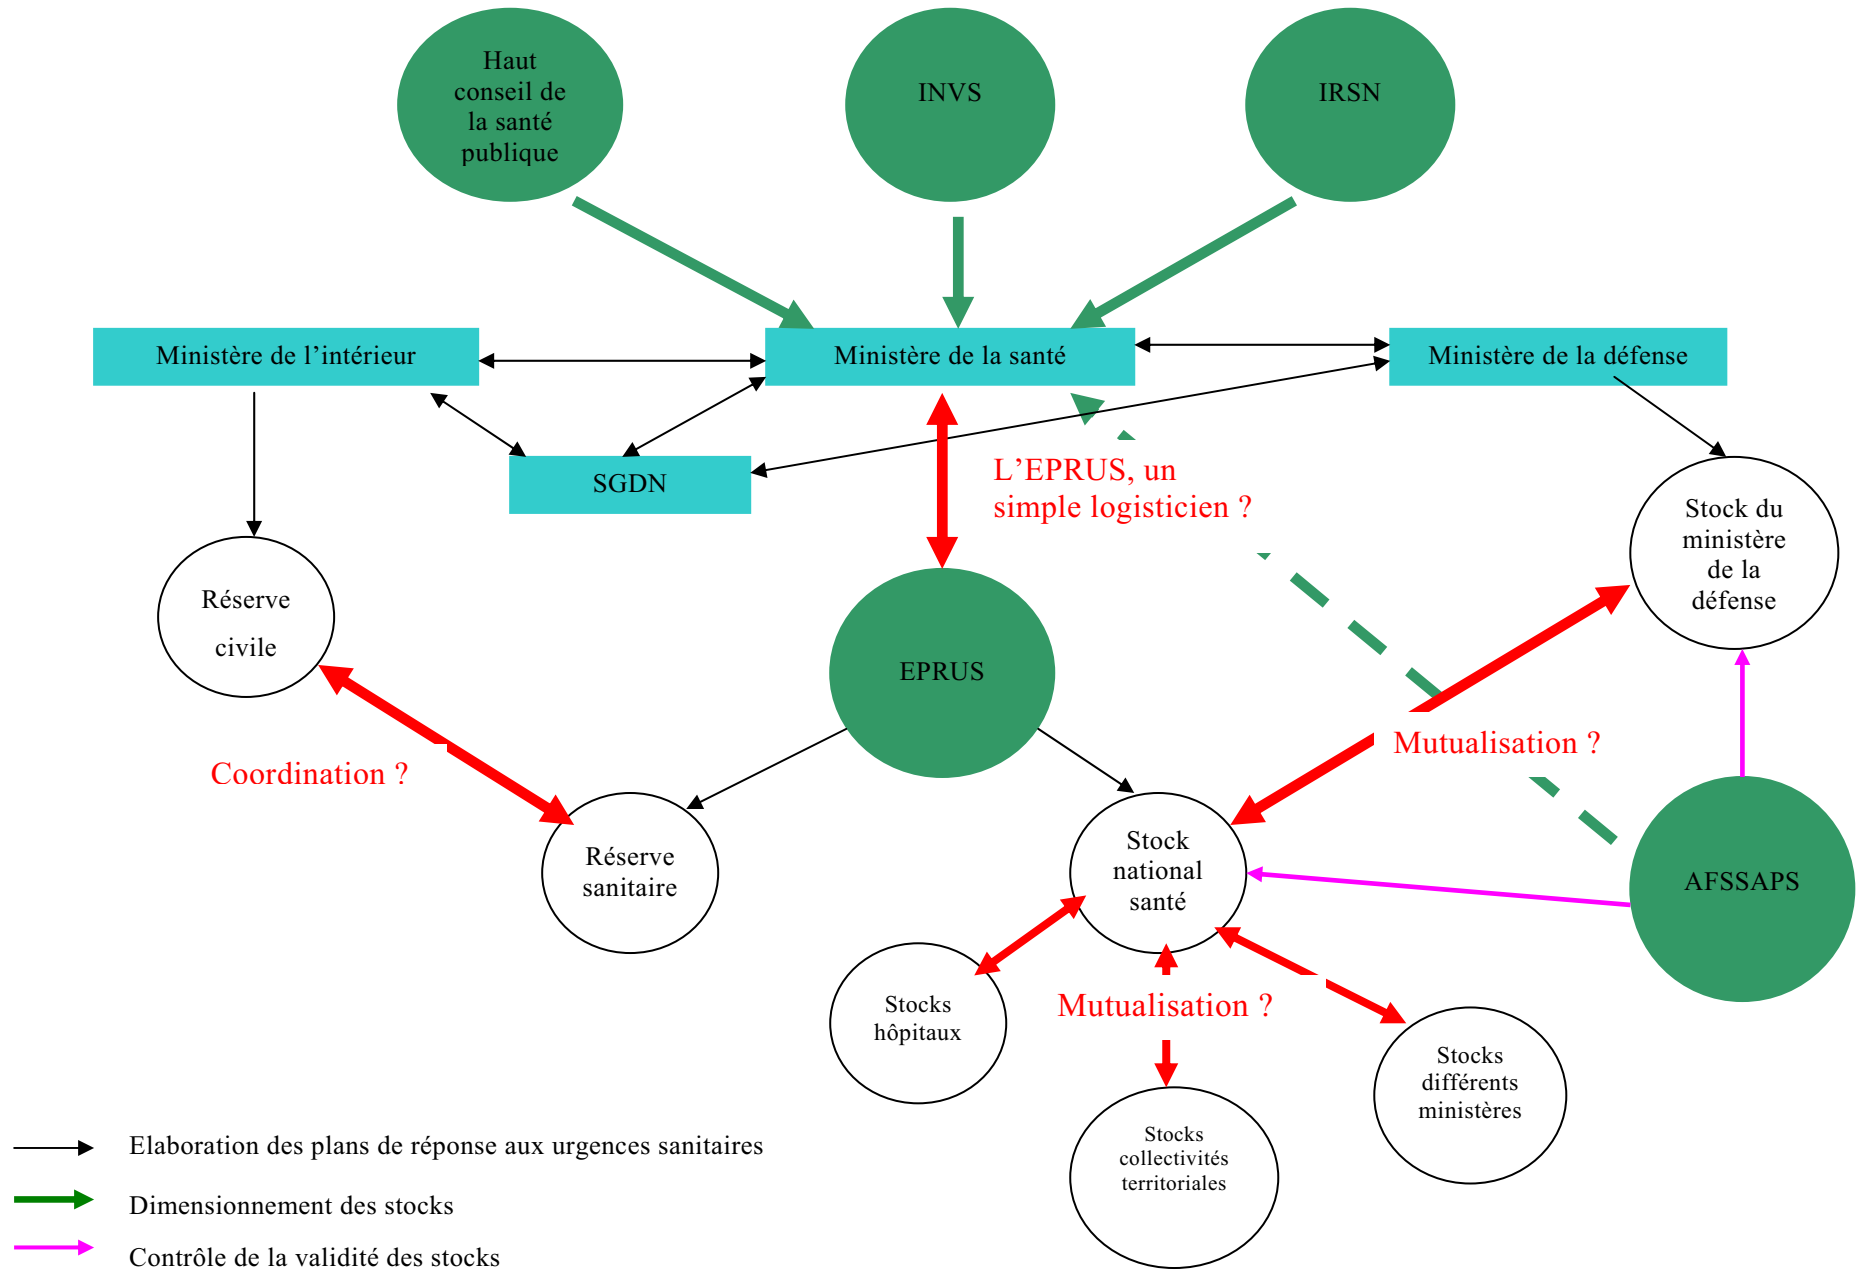 Haut
conseil de
la santé
publique
INVS
IRSN
Ministère de l’intérieur
Ministère de la santé
Ministère de la défense
SGDN
L’EPRUS, un
simple logisticien ?
Stock du
ministère
de la
défense
Réserve
civile
EPRUS
Mutualisation ?
Coordination ?
Réserve
sanitaire
Stock
national
santé
AFSSAPS
Stocks
hôpitaux
Mutualisation ?
Stocks
différents
ministères
Stocks
collectivités
territoriales
Elaboration des plans de réponse aux urgences sanitaires
Dimensionnement des stocks
Contrôle de la validité des stocks